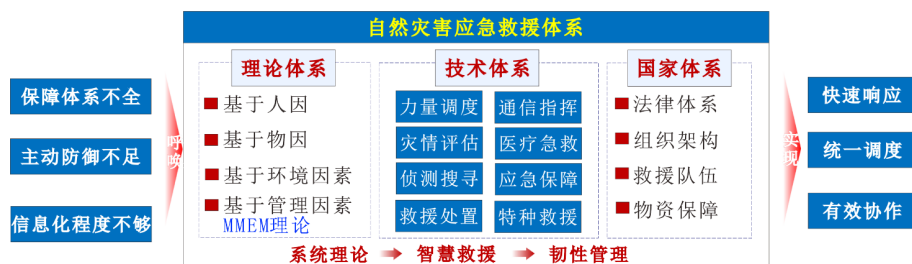 自然灾害应急救援体系
保障体系不全
主动防御不足
信息化程度不够
呼唤
理论体系
基于人因
基于物因
基于环境因素
基于管理因素
MMEM理论
技术体系
力量调度 通信指挥
灾情评估 医疗急救
侦测搜寻 应急保障
救援处置 特种救援
国家体系
法律体系
组织架构
救援队伍
物资保障
系统理论 智慧救援 韧性管理
实现
快速响应
统一调度
有效协作